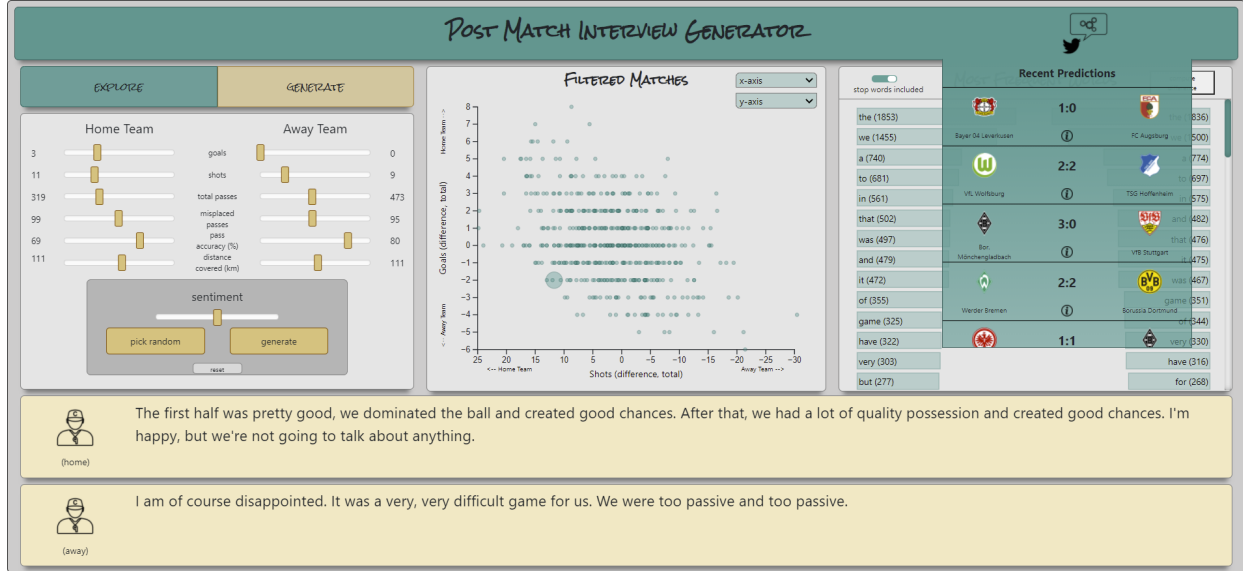 Post Match Interview Generator
EXPLORE
GENERATE
Home Team
Away Team
3
goals
0
11
shots
9
319
total passes
473
99
misplaced
passes
95
69
pass
accuracy (%)
80
111
distance
covered (km)
111
sentiment
pick random
generate
reset
Filtered Matches
x-axis
y-axis
Home Team -->
Goals (difference, total)
<-- Away Team
8
7
6
5
4
3
2
1
0
−1
−2
−3
−4
−5
−6
25
20
15
10
5
0
−5
−10
−15
−20
−25
−30
<-- Home Team
Shots (difference, total)
Away Team -->
stop words included
the (1853)
we (1455)
a (740)
to (681)
in (561)
that (502)
was (497)
and (479)
it (472)
of (355)
game (325)
have (322)
very (303)
but (277)
Recent Predictions
1:0
Bayer 04 Leverkusen
FC Augsburg
2:2
VfL Wolfsburg
TSG Hoffenheim
3:0
Bor.
Mönchengladbach
VfB Stuttgart
2:2
Werder Bremen
Borussia Dortmund
1:1
and (482)
that (476)
it (475)
was (467)
game (351)
of (344)
very (330)
have (316)
for (268)
The first half was pretty good, we dominated the ball and created good chances. After that, we had a lot of quality possession and created good chances. I'm
happy, but we're not going to talk about anything.
(home)
I am of course disappointed. It was a very, very difficult game for us. We were too passive and too passive.
(away)